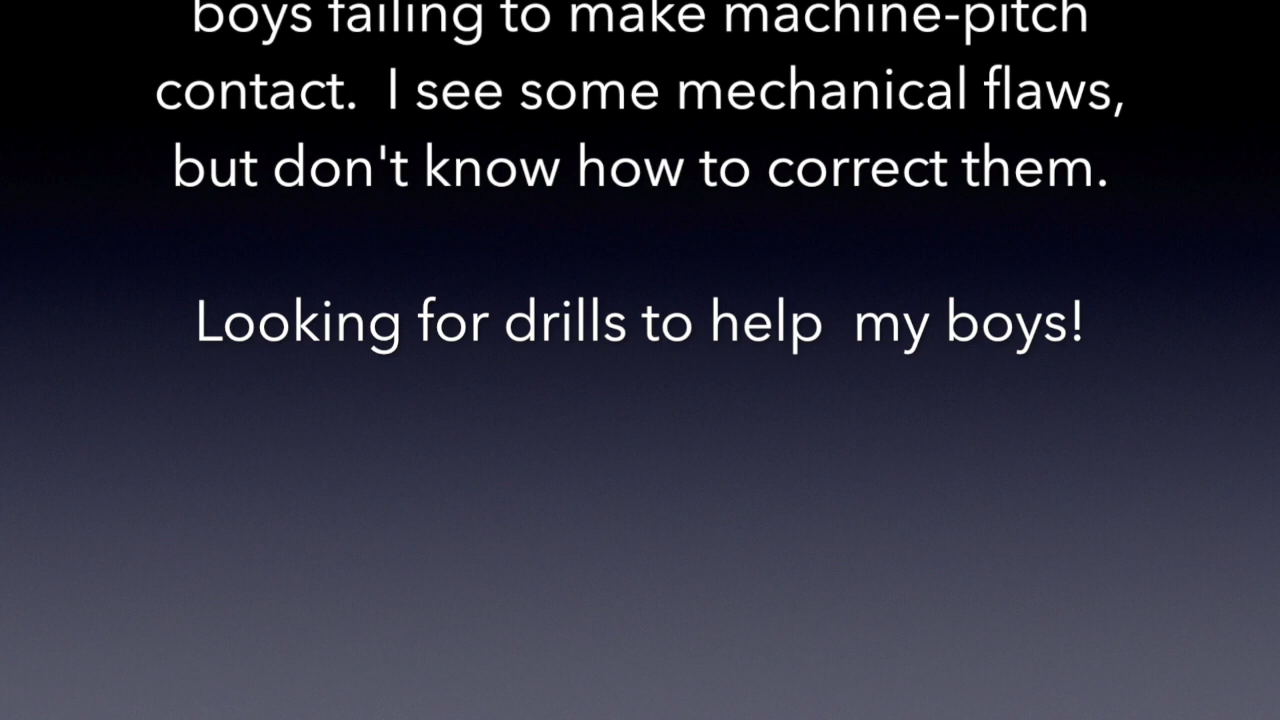 boys failing to make machine-pitch
contact.  I see some mechanical flaws,
but don't know how to correct them.
Looking for drills to help  my boys!